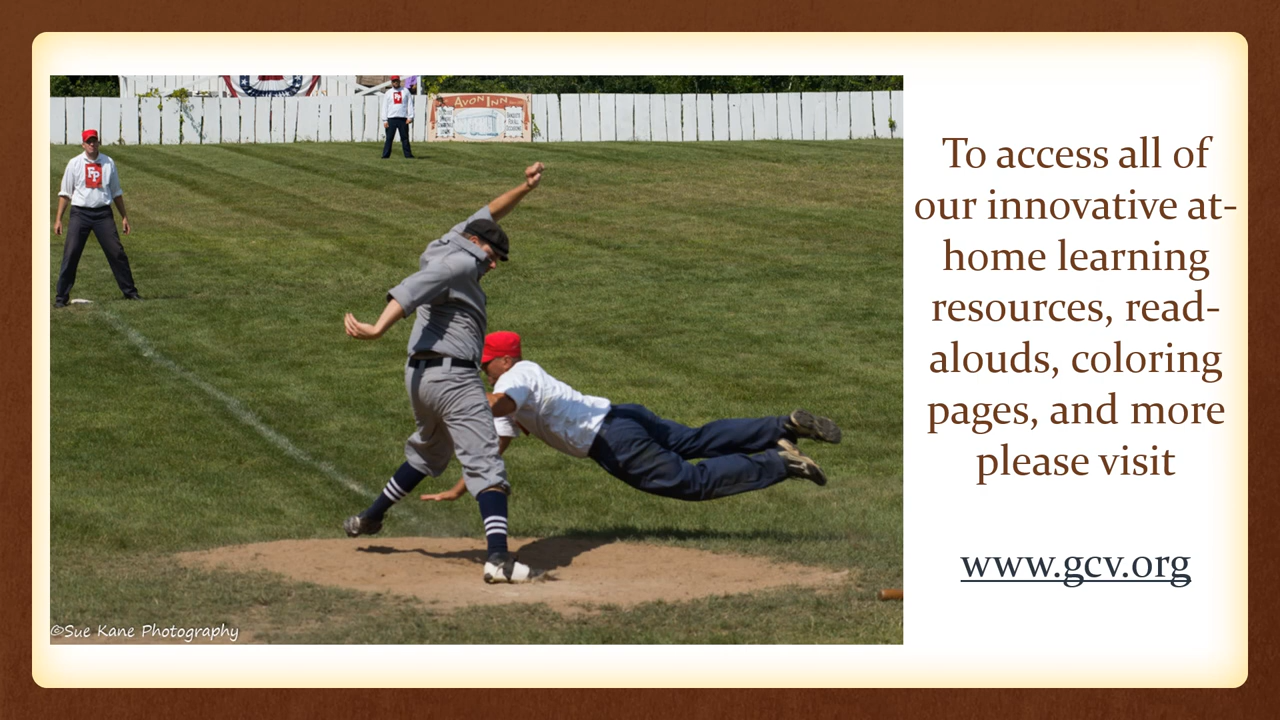 AVON INN
FP
©Sue Kane Photography
To access all of
our innovative at-
home learning
resources, read-
alouds, coloring
pages, and more
please visit
www.gcv.org